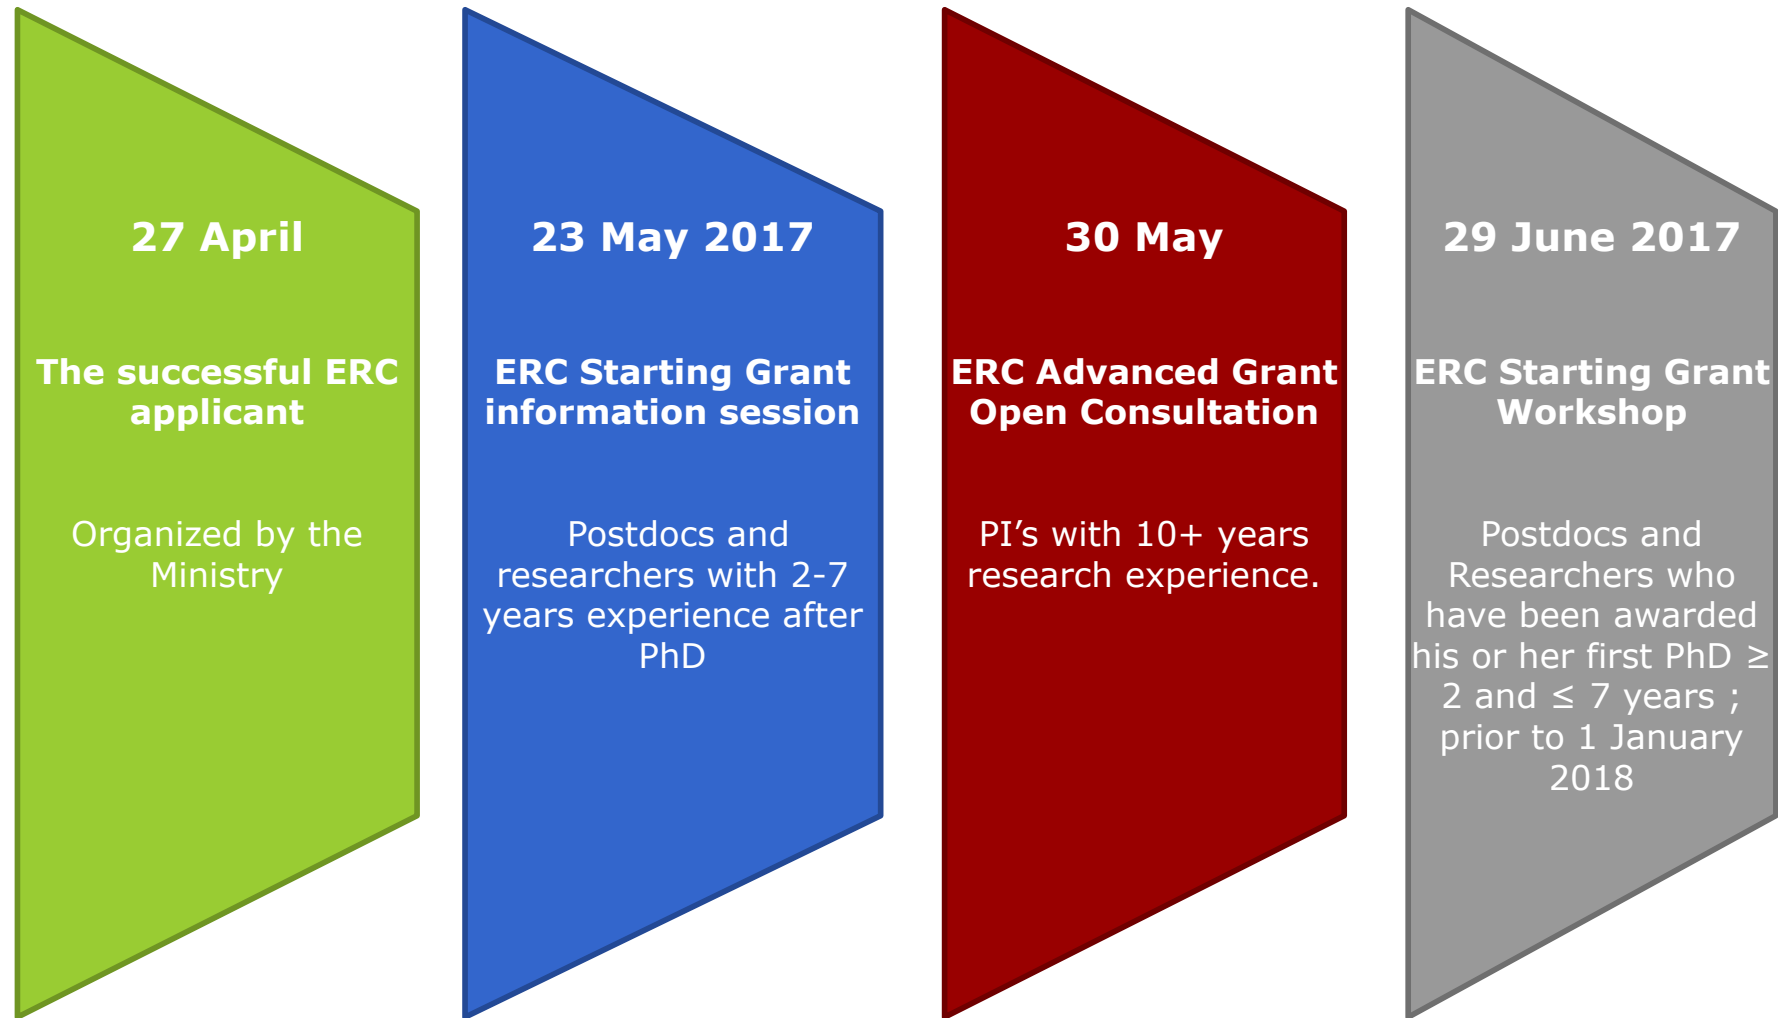 27 April
The successful ERC
applicant
Organized by the
Ministry
23 May 2017
ERC Starting Grant
information session
Postdocs and
researchers with 2-7
years experience after
PhD
30 May
ERC Advanced Grant
Open Consultation
PI’s with 10+ years
research experience.
29 June 2017
ERC Starting Grant
Workshop
Postdocs and
Researchers who
have been awarded
his or her first PhD ≥
2 and ≤ 7 years ;
prior to 1 January
2018